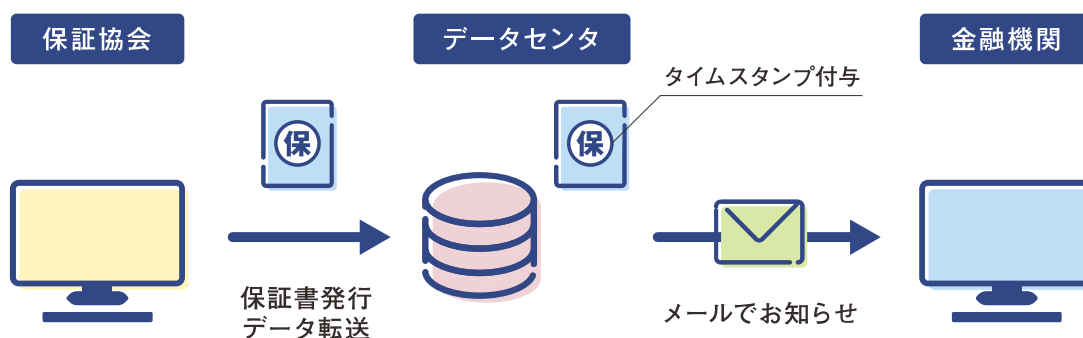 保証協会
データセンタ
金融機関
タイムスタンプ付与
保
保
保証書発行
データ転送
メールでお知らせ